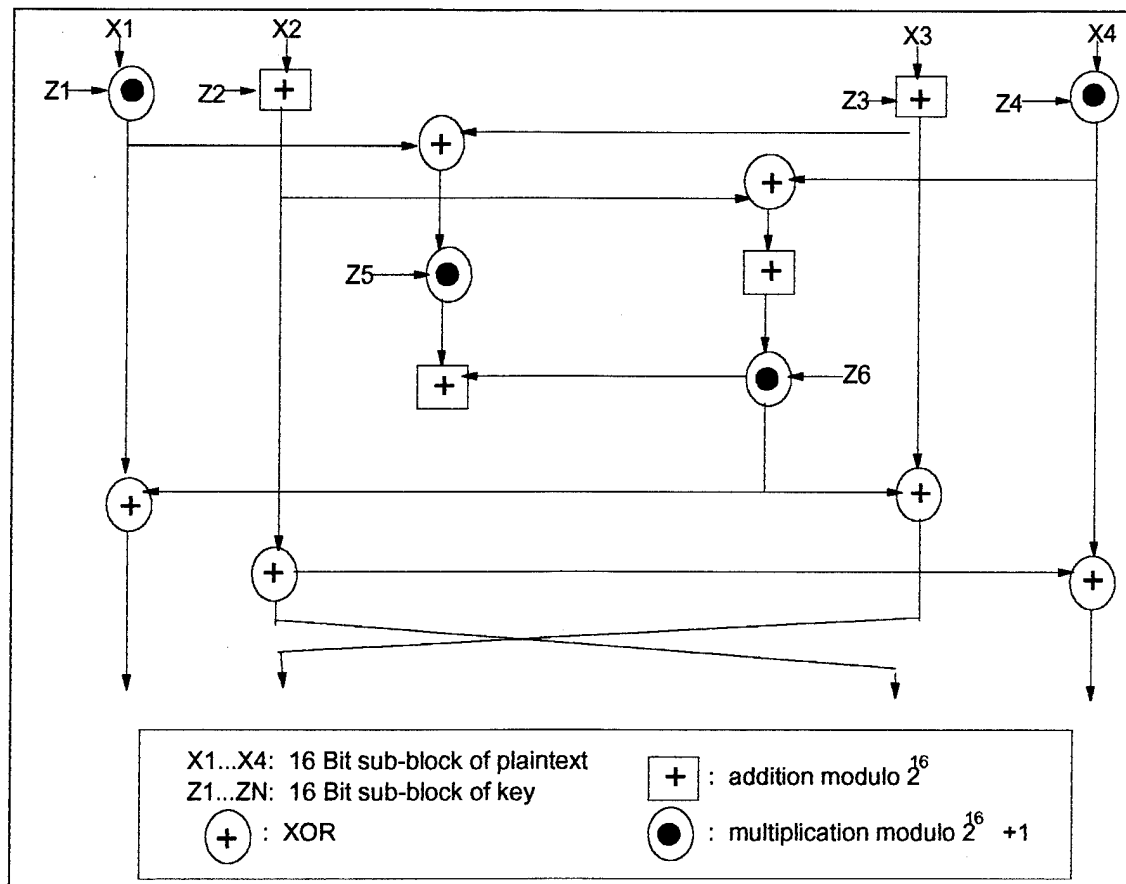 X1 X2 X3 X4
Z1 Z2 + Z3 + Z4
+
+
Z5 +
+ Z6
+ +
+ +
X1...X4: 16 Bit sub-block of plaintext
Z1...ZN: 16 Bit sub-block of key
+ : XOR
+ : addition modulo 2^16
: multiplication modulo 2^16 +1